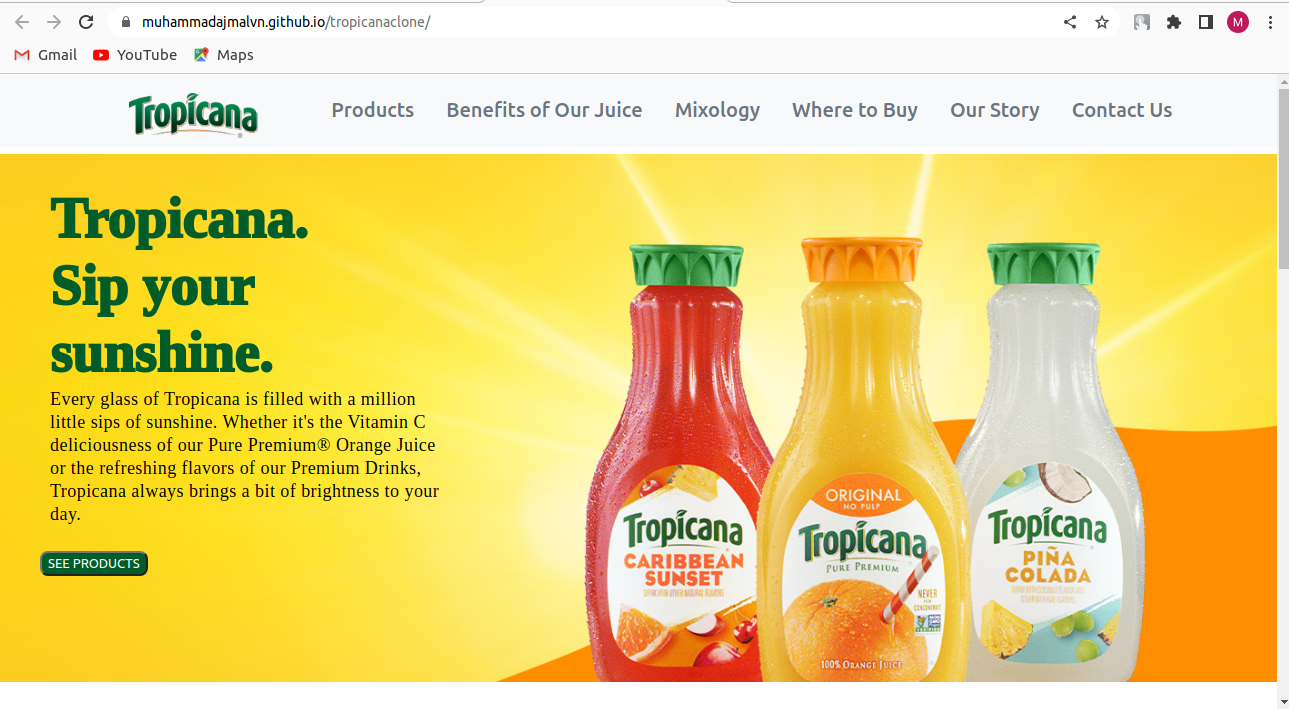 muhammadajmalvn.github.io/tropicanaclone/
M
Gmail YouTube Maps
Tropicana Products Benefits of Our Juice Mixology Where to Buy Our Story Contact Us
Tropicana.
Sip your
sunshine.
Every glass of Tropicana is filled with a million
little sips of sunshine. Whether it's the Vitamin C
deliciousness of our Pure Premium® Orange Juice
or the refreshing flavors of our Premium Drinks,
Tropicana always brings a bit of brightness to your
day.
SEE PRODUCTS
Tropicana
CARIBBEAN
SUNSET
ORIGINAL
NO PULP
Tropicana
PURE PREMIUM
NEVER
FROM
CONCENTRATE
100% ORANGE JUICE
Tropicana
PIÑA
COLADA